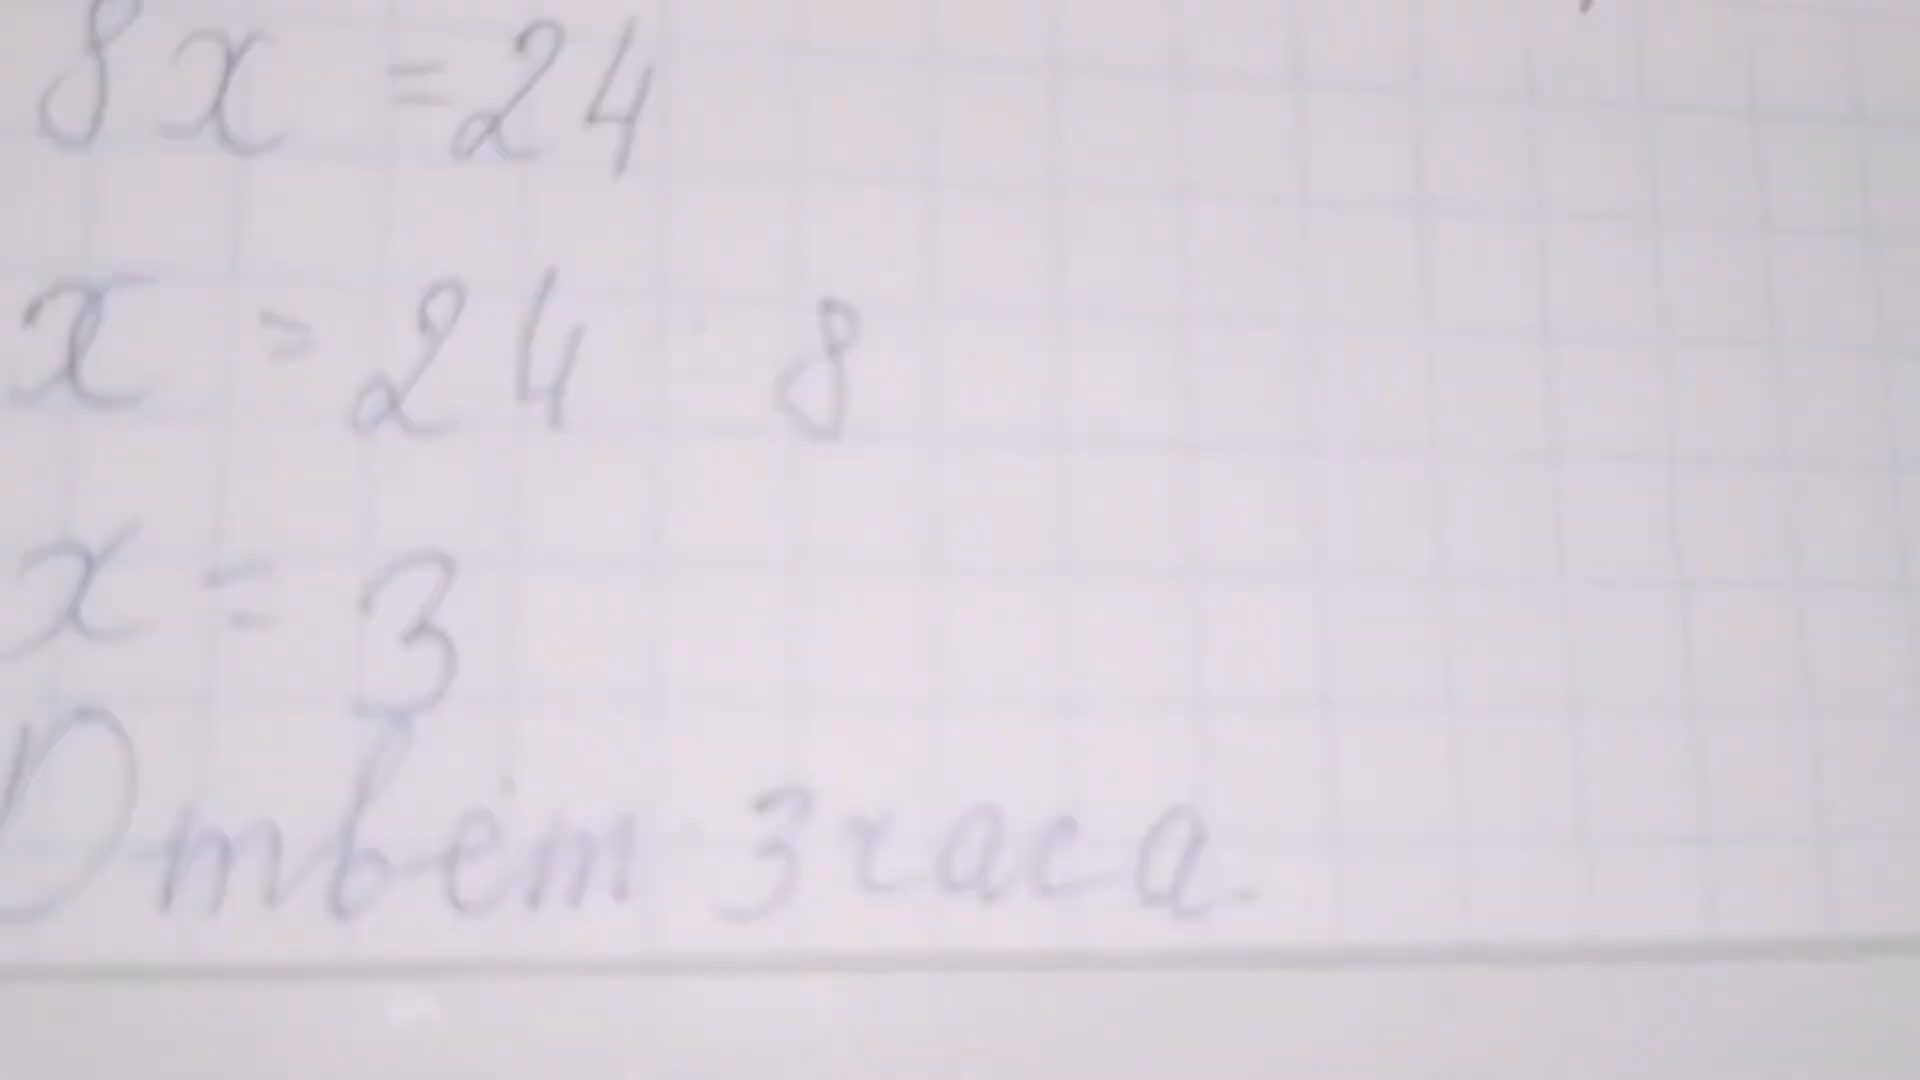 8x = 24
x = 24 : 8
x = 3
Ответ 3 часа.